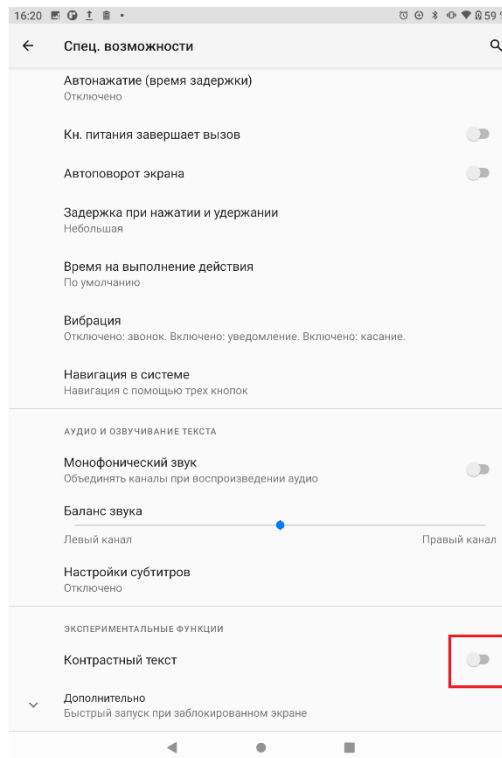 16:20
59
Спец. возможности
Автонажатие (время задержки)
Отключено
Кн. питания завершает вызов
Автоповорот экрана
Задержка при нажатии и удержании
Небольшая
Время на выполнение действия
По умолчанию
Вибрация
Отключено: звонок. Включено: уведомление. Включено: касание.
Навигация в системе
Навигация с помощью трех кнопок
АУДИО И ОЗВУЧИВАНИЕ ТЕКСТА
Монофонический звук
Объединять каналы при воспроизведении аудио
Баланс звука
Левый канал
Правый канал
Настройки субтитров
Отключено
ЭКСПЕРИМЕНТАЛЬНЫЕ ФУНКЦИИ
Контрастный текст
Дополнительно
Быстрый запуск при заблокированном экране